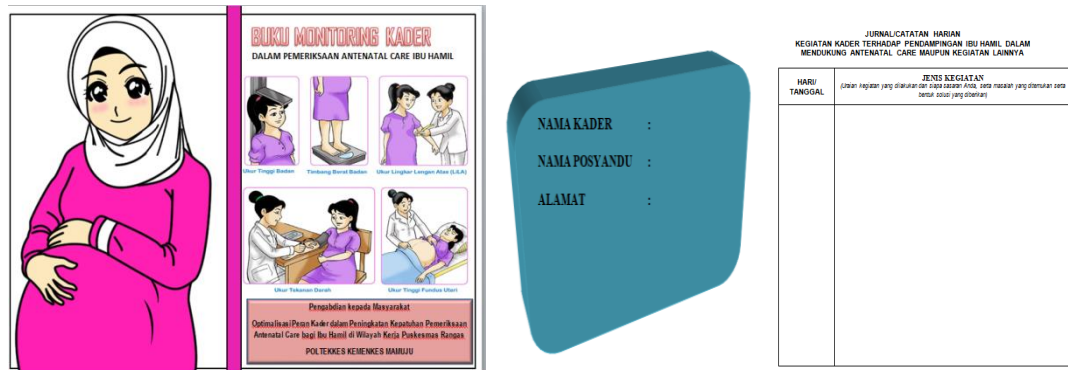 BUKU MONITORING KADER
DALAM PEMERIKSAAN ANTENATAL CARE IBU HAMIL
Ukur Tinggi Badan
Timbang Berat Badan
Ukur Lingkar Lengan Atas (LILA)
Ukur Tekanan Darah
Ukur Tinggi Fundus Uteri
Pengabdian kepada Masyarakat
Optimalisasi Peran Kader dalam Peningkatan Kepatuhan Pemeriksaan
Antenatal Care bagi Ibu Hamil di Wilayah Kerja Puskesmas Rangas
POLTEKKES KEMENKES MAMUJU
NAMA KADER :
NAMA POSYANDU :
ALAMAT :
JURNAL/CATATAN HARIAN
KEGIATAN KADER TERHADAP PENDAMPINGAN IBU HAMIL DALAM
MENDUKUNG ANTENATAL CARE MAUPUN KEGIATAN LAINNYA
HARI/
TANGGAL
JENIS KEGIATAN
(Uraian kegiatan yang dilakukan dan siapa sasaran Anda, serta masalah yang ditemukan serta
bentuk solusi yang diberikan)